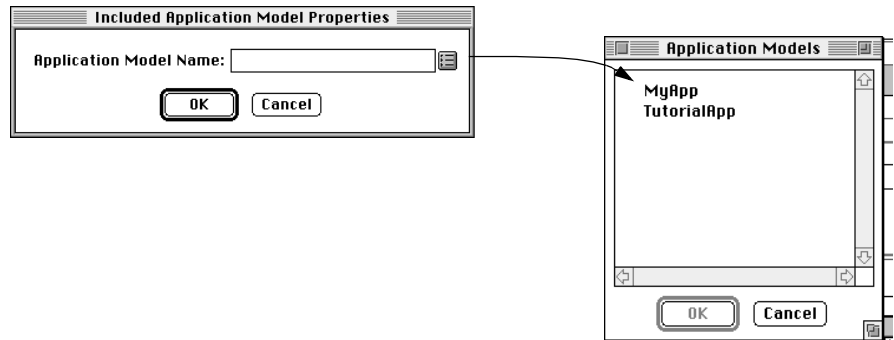 Included Application Model Properties
Application Model Name:
OK Cancel
Application Models
MyApp
TutorialApp
OK Cancel